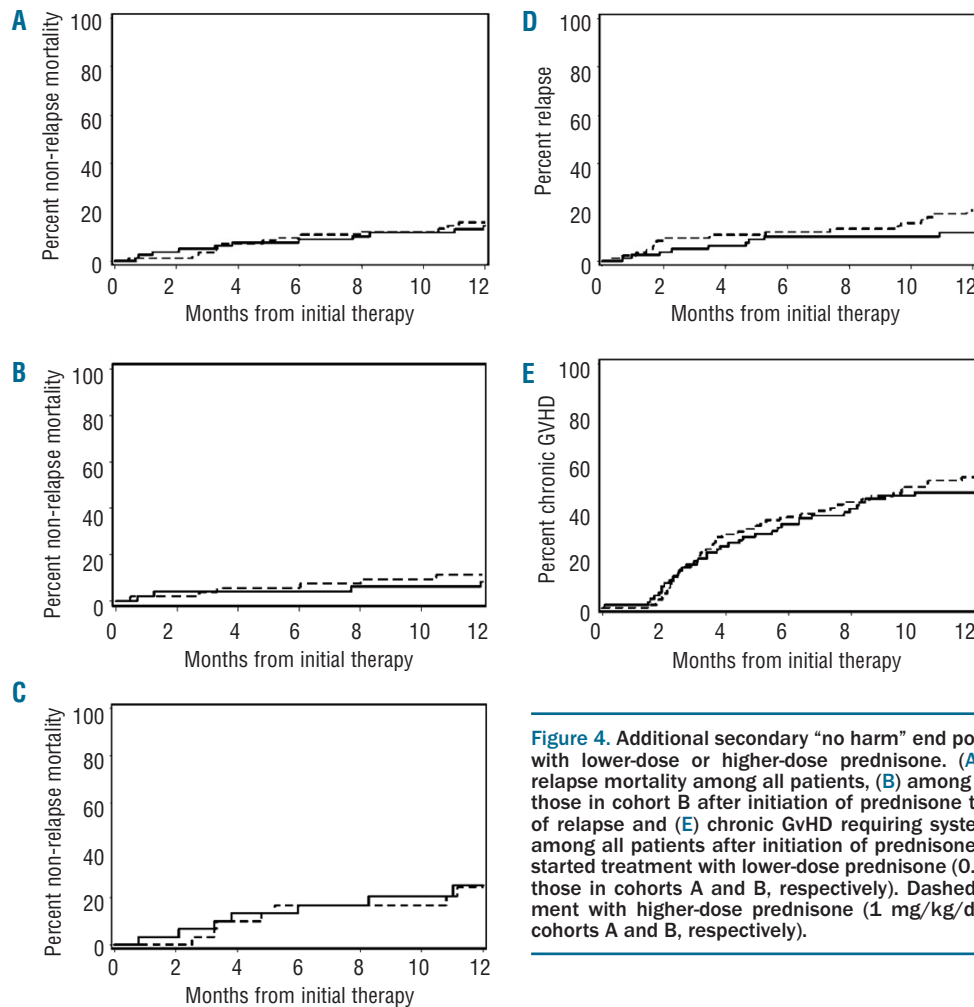 A
Percent non-relapse mortality
100
80
60
40
20
0
0 2 4 6 8 10 12
Months from initial therapy
B
Percent non-relapse mortality
100
80
60
40
20
0
0 2 4 6 8 10 12
Months from initial therapy
C
Percent non-relapse mortality
100
80
60
40
20
0
0 2 4 6 8 10 12
Months from initial therapy
D
Percent relapse
100
80
60
40
20
0
0 2 4 6 8 10 12
Months from initial therapy
E
Percent chronic GVHD
100
80
60
40
20
0
0 2 4 6 8 10 12
Months from initial therapy
Figure 4. Additional secondary “no harm” end po
with lower-dose or higher-dose prednisone. (A
relapse mortality among all patients, (B) among
those in cohort B after initiation of prednisone t
of relapse and (E) chronic GvHD requiring syste
among all patients after initiation of prednisone
started treatment with lower-dose prednisone (0.
those in cohorts A and B, respectively). Dashed
ment with higher-dose prednisone (1 mg/kg/d
cohorts A and B, respectively).